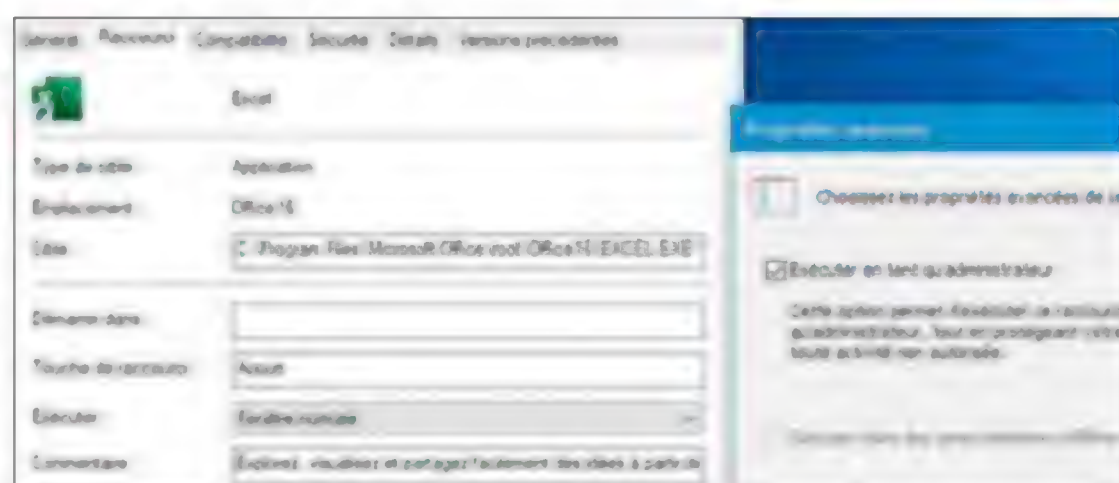 Général Raccourci Compatibilité Sécurité Détails Versions précédentes
Excel
Type de cible : Application
Emplacement : Office16
Cible : Program Files Microsoft Office root Office16 EXCEL.EXE
Démarrer dans :
Touche de raccourci : Aucun
Exécuter : Fenêtre normale
Commentaire : Explorez, visualisez et partagez facilement des idées à partir de
Propriétés avancées
Choisissez les propriétés avancées de
Exécuter en tant qu'administrateur
Cette option permet d'exécuter ce raccourci
qu'administrateur, tout en protégeant votre
toute activité non autorisée.